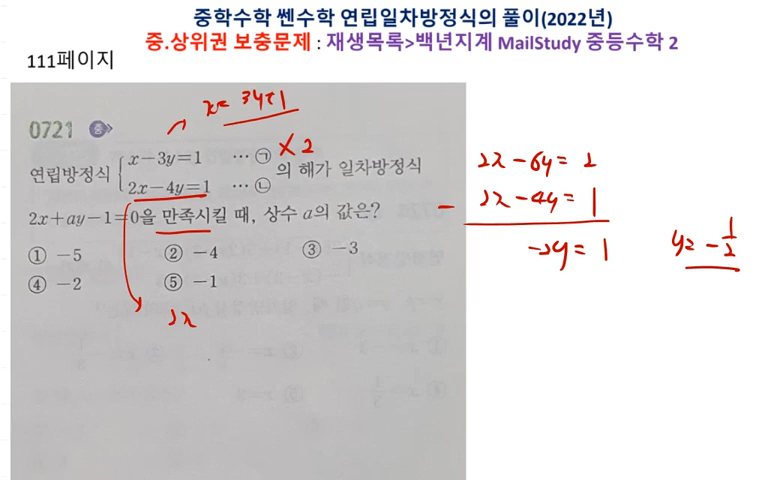 중학수학 쎈수학 연립일차방정식의 풀이(2022년)
중.상위권 보충문제 : 재생목록>백년지계 MailStudy 중등수학 2
111페이지
x = 3y+1
0721 중
연립방정식 { x-3y=1 … ㉠ ×2
2x-4y=1 … ㉡ 의 해가 일차방정식
2x+ay-1=0을 만족시킬 때, 상수 a의 값은?
① -5 ② -4 ③ -3
④ -2 ⑤ -1
2x
2x - 6y = 2
- 2x - 4y = 1
-2y = 1
y = -1/2